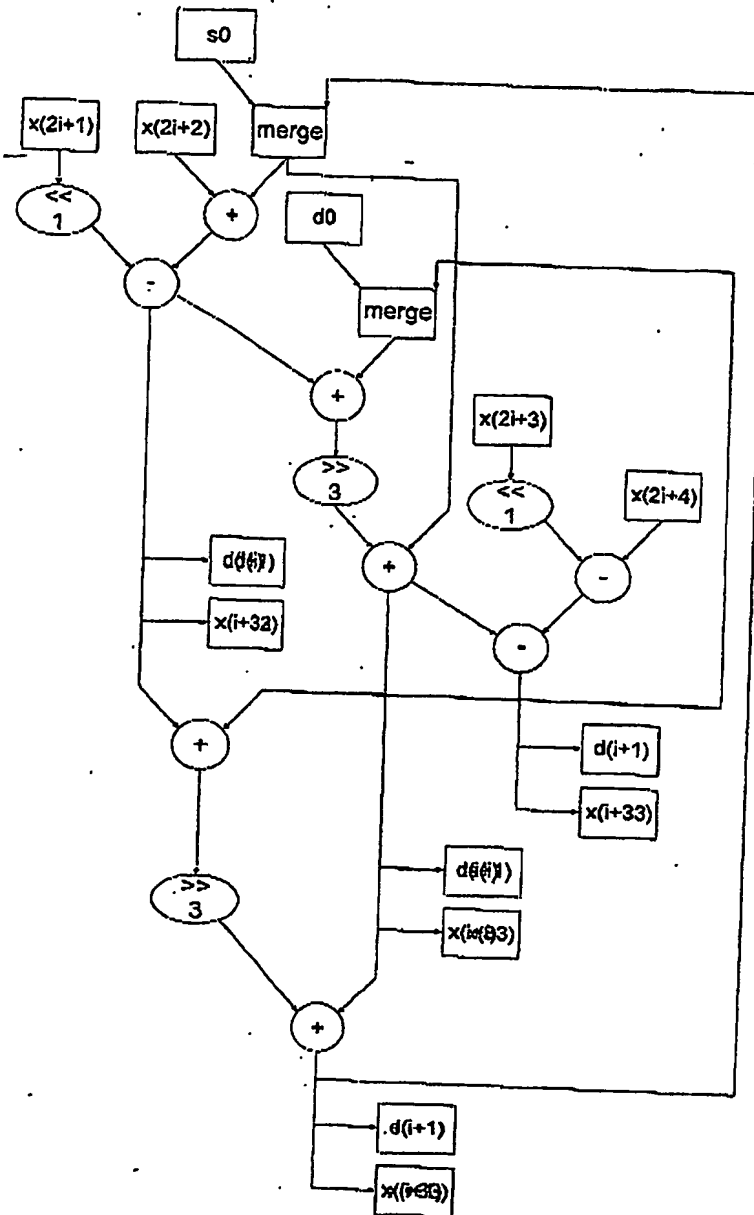 s0
x(2i+1)
x(2i+2)
merge
<<
1
+
d0
-
merge
+
x(2i+3)
>>
3
<<
1
x(2i+4)
+
-
-
+
d(i+1)
x(i+33)
>>
3
+
.d(i+1)